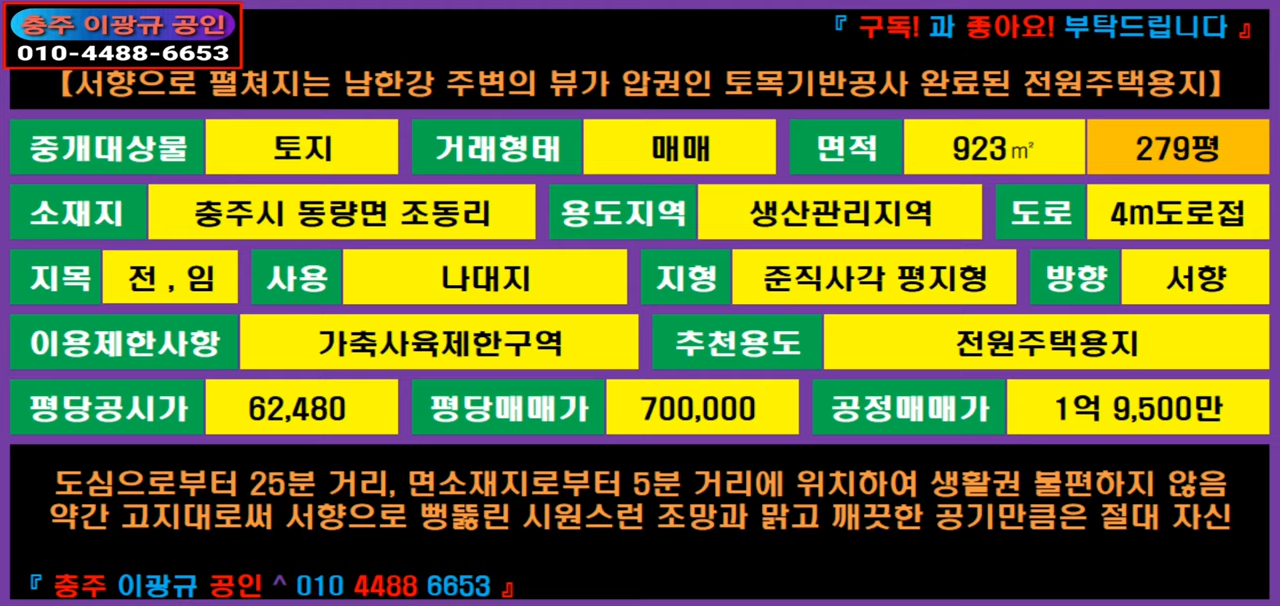 충주 이광규 공인
010-4488-6653
『 구독! 과 좋아요! 부탁드립니다 』
【서향으로 펼쳐지는 남한강 주변의 뷰가 압권인 토목기반공사 완료된 전원주택용지】
중개대상물 토지 거래형태 매매 면적 923㎡ 279평
소재지 충주시 동량면 조동리 용도지역 생산관리지역 도로 4m도로접
지목 전 , 임 사용 나대지 지형 준직사각 평지형 방향 서향
이용제한사항 가축사육제한구역 추천용도 전원주택용지
평당공시가 62,480 평당매매가 700,000 공정매매가 1억 9,500만
도심으로부터 25분 거리, 면소재지로부터 5분 거리에 위치하여 생활권 불편하지 않음
약간 고지대로써 서향으로 뻥뚫린 시원스런 조망과 맑고 깨끗한 공기만큼은 절대 자신
『 충주 이광규 공인 ^ 010 4488 6653 』